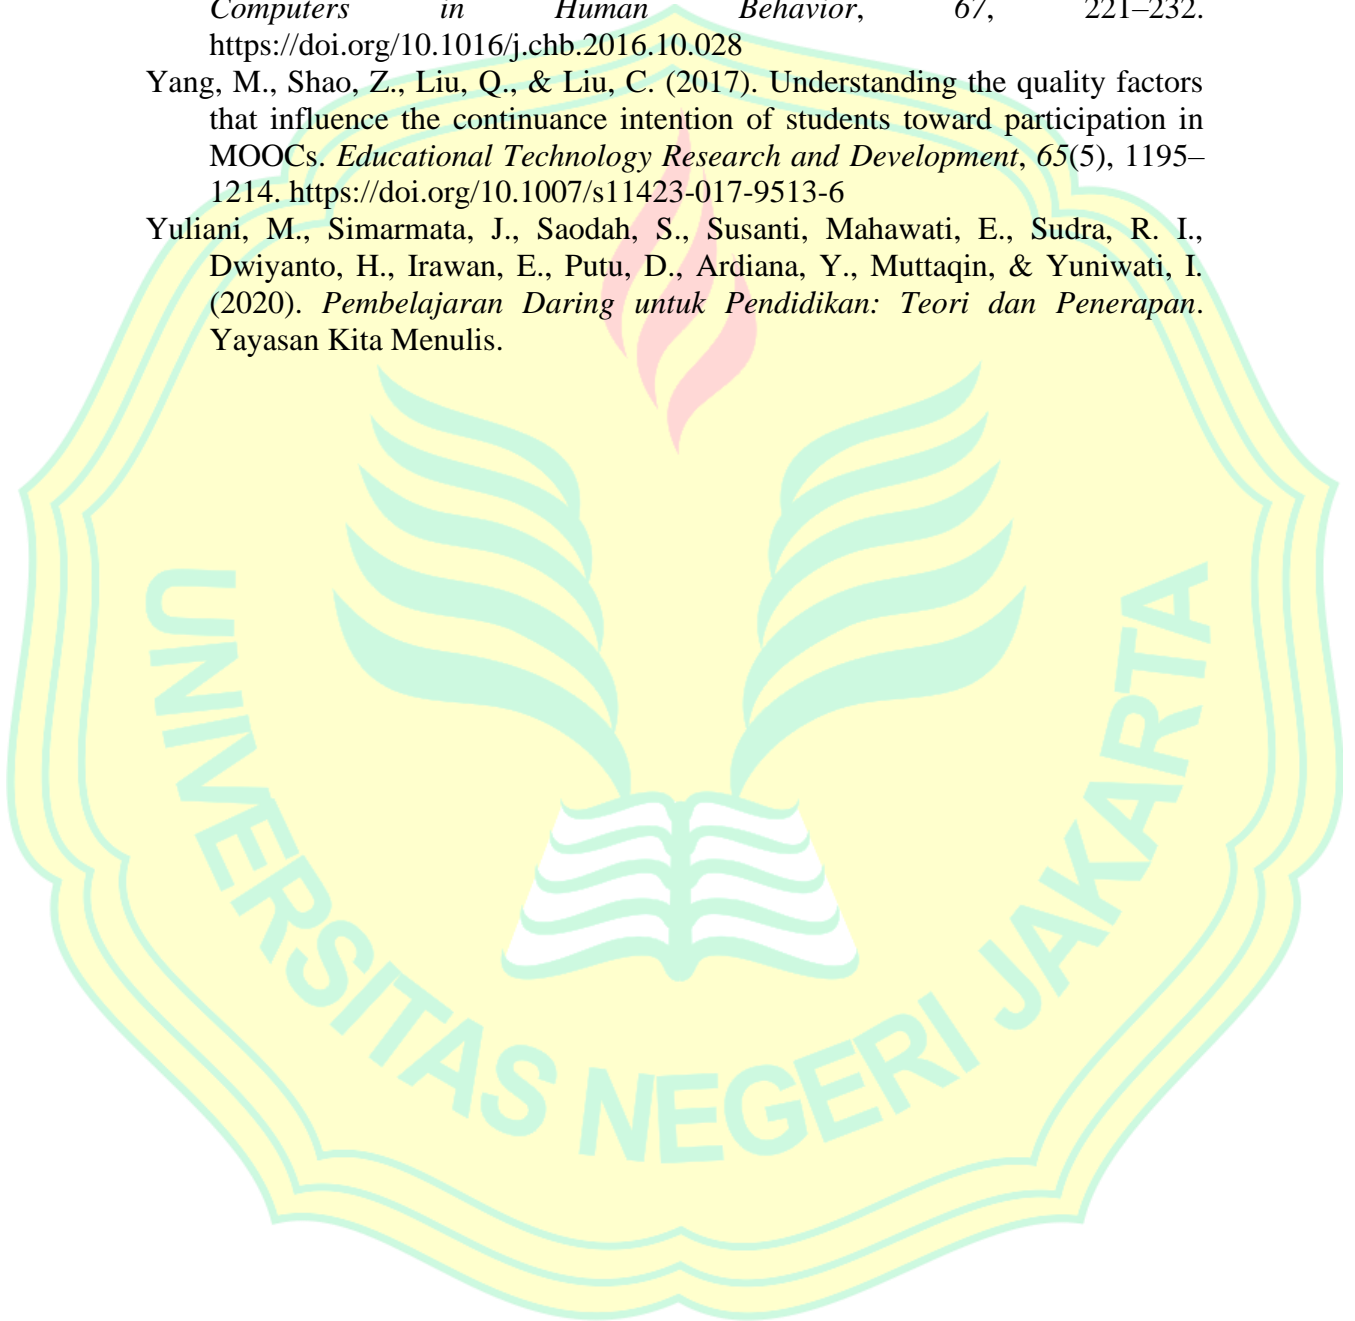 Computers in Human Behavior, 67, 221–232.
https://doi.org/10.1016/j.chb.2016.10.028
Yang, M., Shao, Z., Liu, Q., & Liu, C. (2017). Understanding the quality factors
that influence the continuance intention of students toward participation in
MOOCs. Educational Technology Research and Development, 65(5), 1195–
1214. https://doi.org/10.1007/s11423-017-9513-6
Yuliani, M., Simarmata, J., Saodah, S., Susanti, Mahawati, E., Sudra, R. I.,
Dwiyanto, H., Irawan, E., Putu, D., Ardiana, Y., Muttaqin, & Yuniwati, I.
(2020). Pembelajaran Daring untuk Pendidikan: Teori dan Penerapan.
Yayasan Kita Menulis.
UNIVERSITAS NEGERI JAKARTA